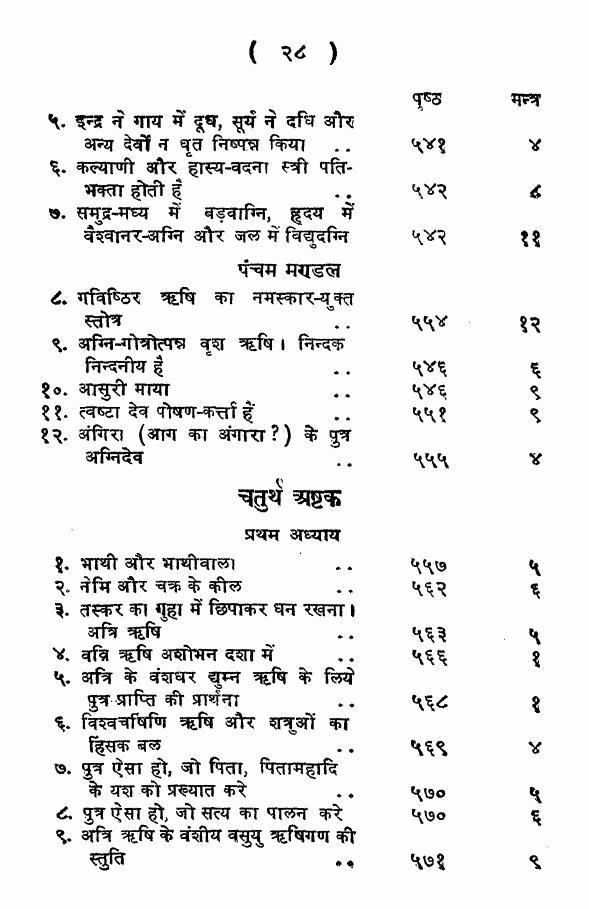 ( २८ )
पृष्ठ मन्त्र
५. इन्द्र ने गाय में दूध, सूर्य ने दधि और
अन्य देवों न घृत निष्पन्न किया .. ५४१ ४
६. कल्याणी और हास्य-वदना स्त्री पति-
भक्ता होती है .. ५४२ ८
७. समुद्र-मध्य में बड़वाग्नि, हृदय में
वैश्वानर-अग्नि और जल में विद्युदग्नि ५४२ ११
पंचम मण्डल
८. गविष्ठिर ऋषि का नमस्कार-युक्त
स्तोत्र .. ५५४ १२
९. अग्नि-गोत्रोत्पन्न वृश ऋषि। निन्दक
निन्दनीय है .. ५४६ ६
१०. आसुरी माया .. ५४६ ९
११. त्वष्टा देव पोषण-कर्त्ता हैं .. ५५१ ९
१२. अंगिरा (आग का अंगारा?) के पुत्र
अग्निदेव .. ५५५ ४
चतुर्थ अष्टक
प्रथम अध्याय
१. भाथी और भाथीवाला .. ५५७ ५
२. नेमि और चक्र के कील .. ५६२ ६
३. तस्कर का गुहा में छिपाकर धन रखना।
अत्रि ऋषि .. ५६३ ५
४. वव्रि ऋषि अशोभन दशा में .. ५६६ १
५. अत्रि के वंशधर द्युम्न ऋषि के लिये
पुत्र-प्राप्ति की प्रार्थना .. ५६८ १
६. विश्वचर्षणि ऋषि और शत्रुओं का
हिंसक बल .. ५६९ ४
७. पुत्र ऐसा हो, जो पिता, पितामहादि
के यश को प्रख्यात करे .. ५७० ५
८. पुत्र ऐसा हो, जो सत्य का पालन करे ५७० ६
९. अत्रि ऋषि के वंशीय वसुयु ऋषिगण की
स्तुति .. ५७१ ९